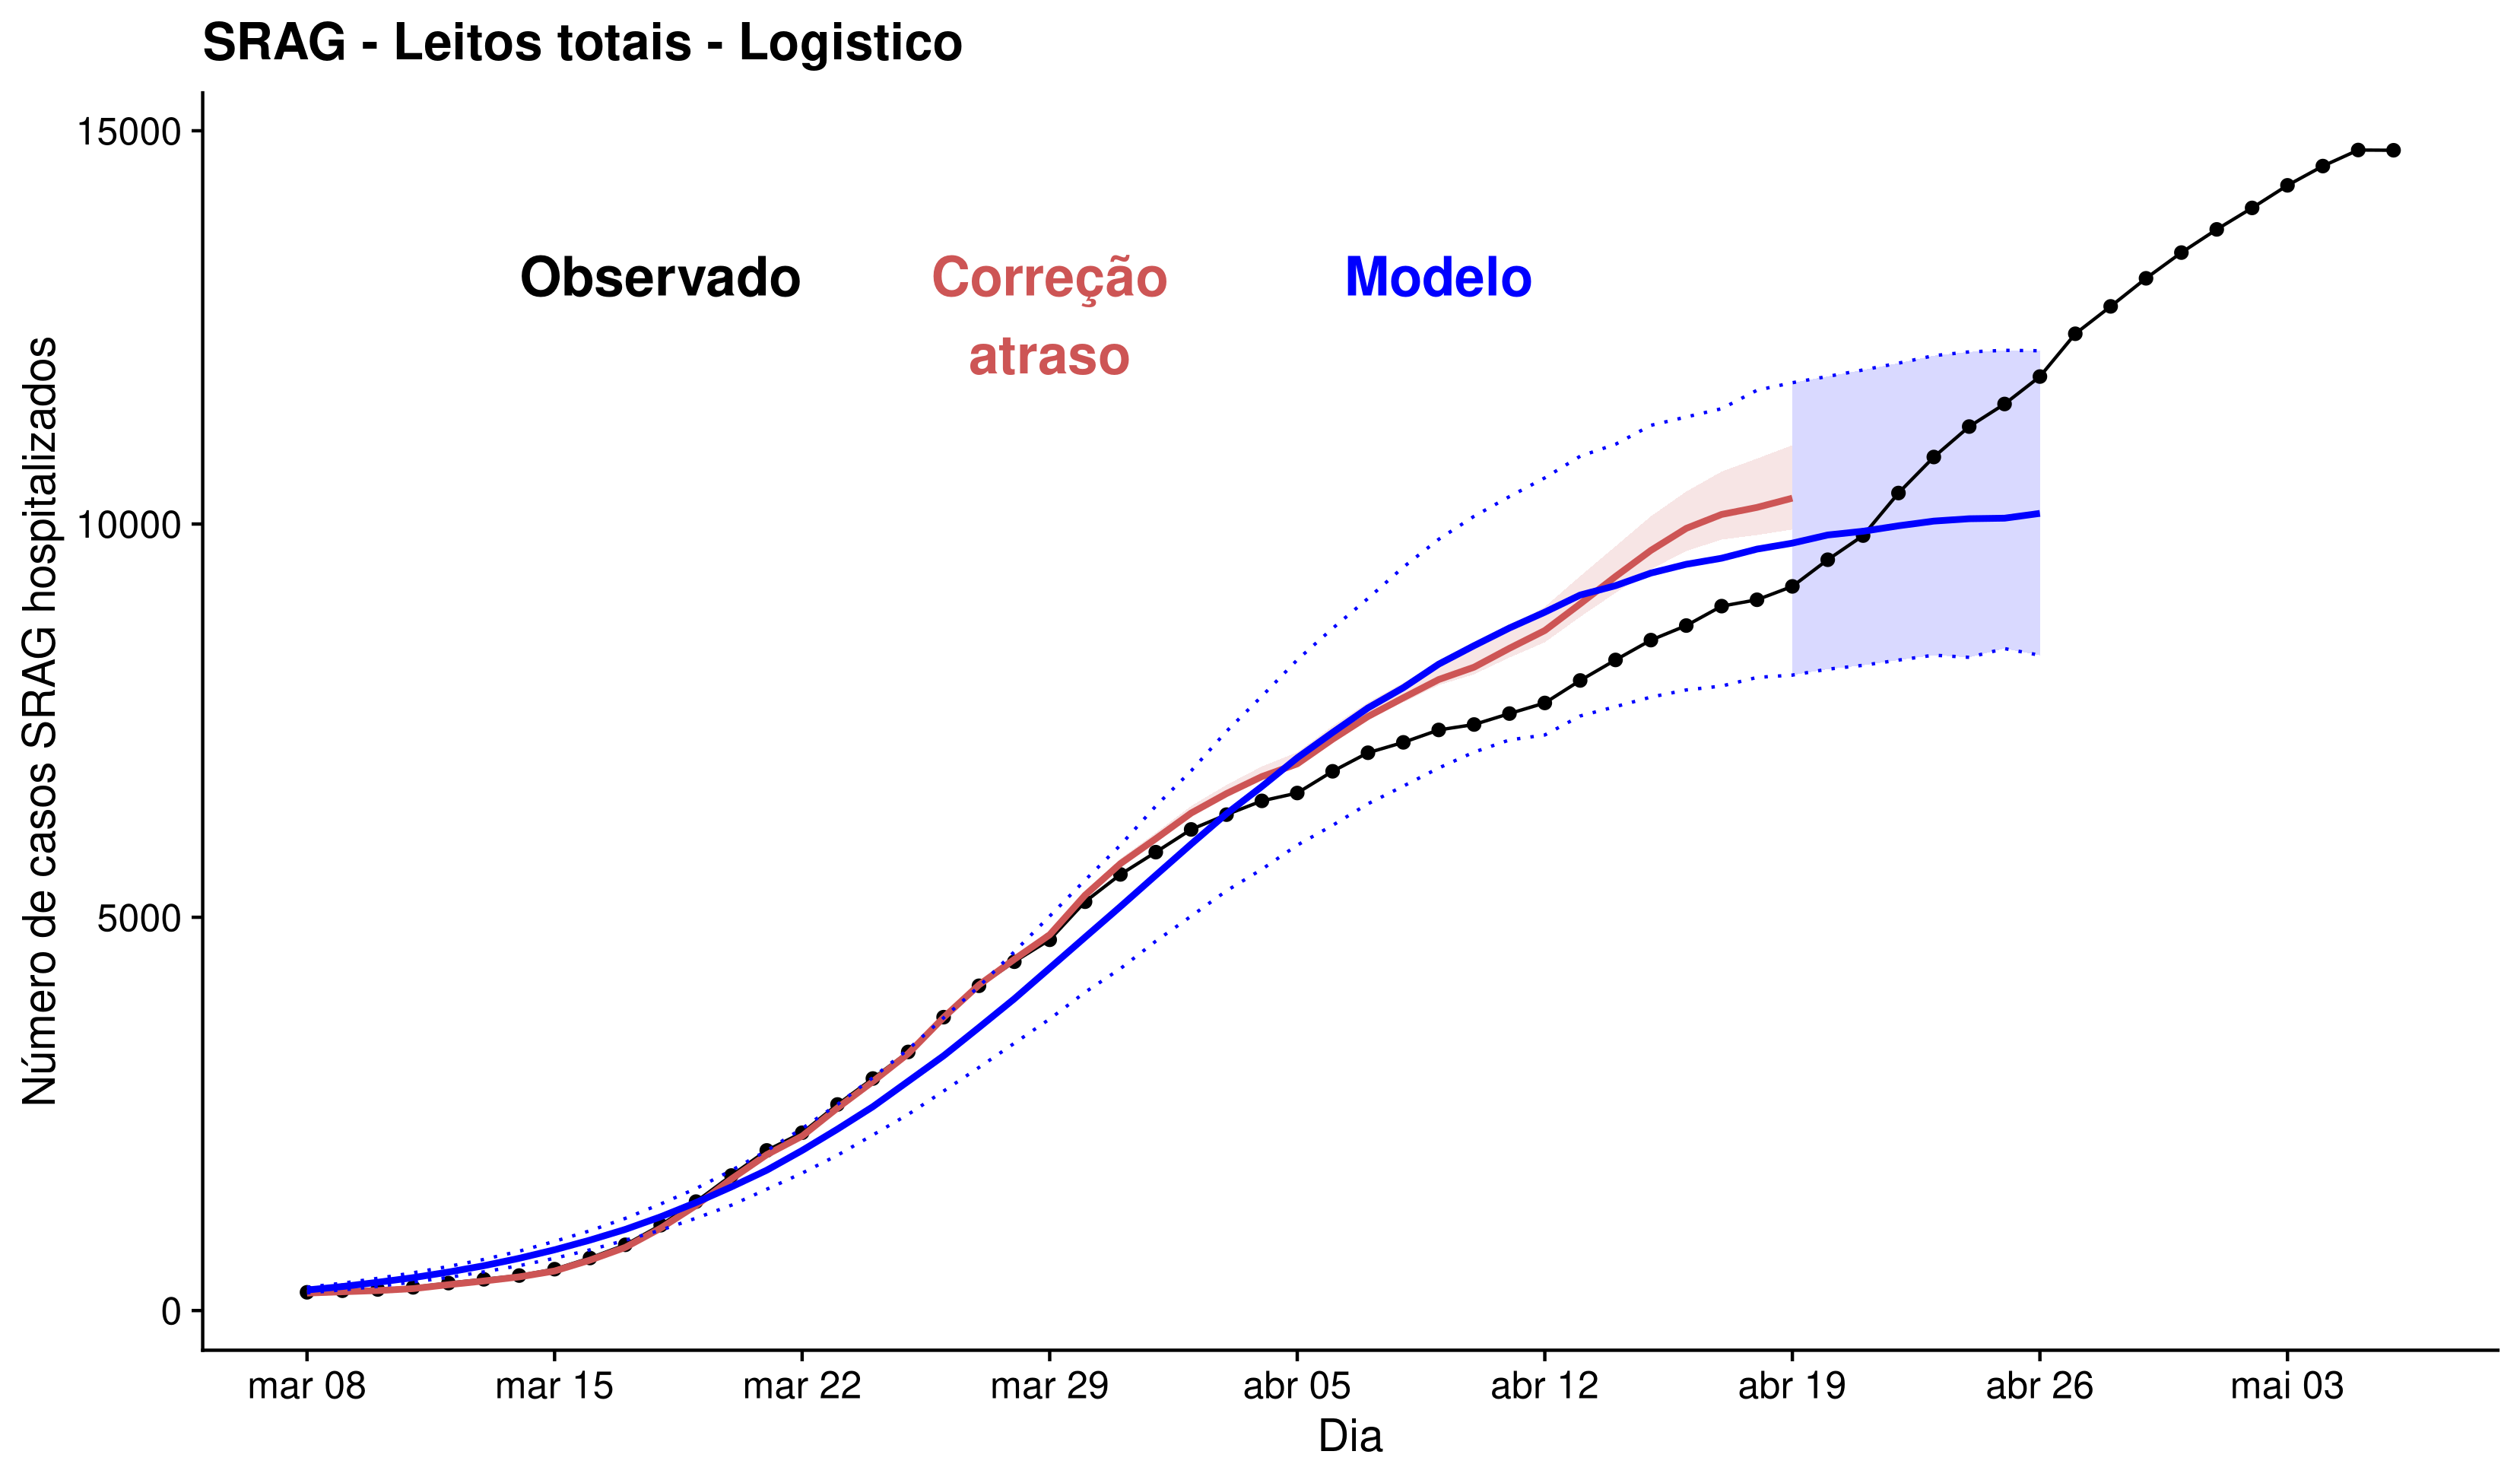 SRAG - Leitos totais - Logistico
Número de casos SRAG hospitalizados
15000
10000
5000
0
Observado
Correção
atraso
Modelo
mar 08
mar 15
mar 22
mar 29
abr 05
abr 12
abr 19
abr 26
mai 03
Dia